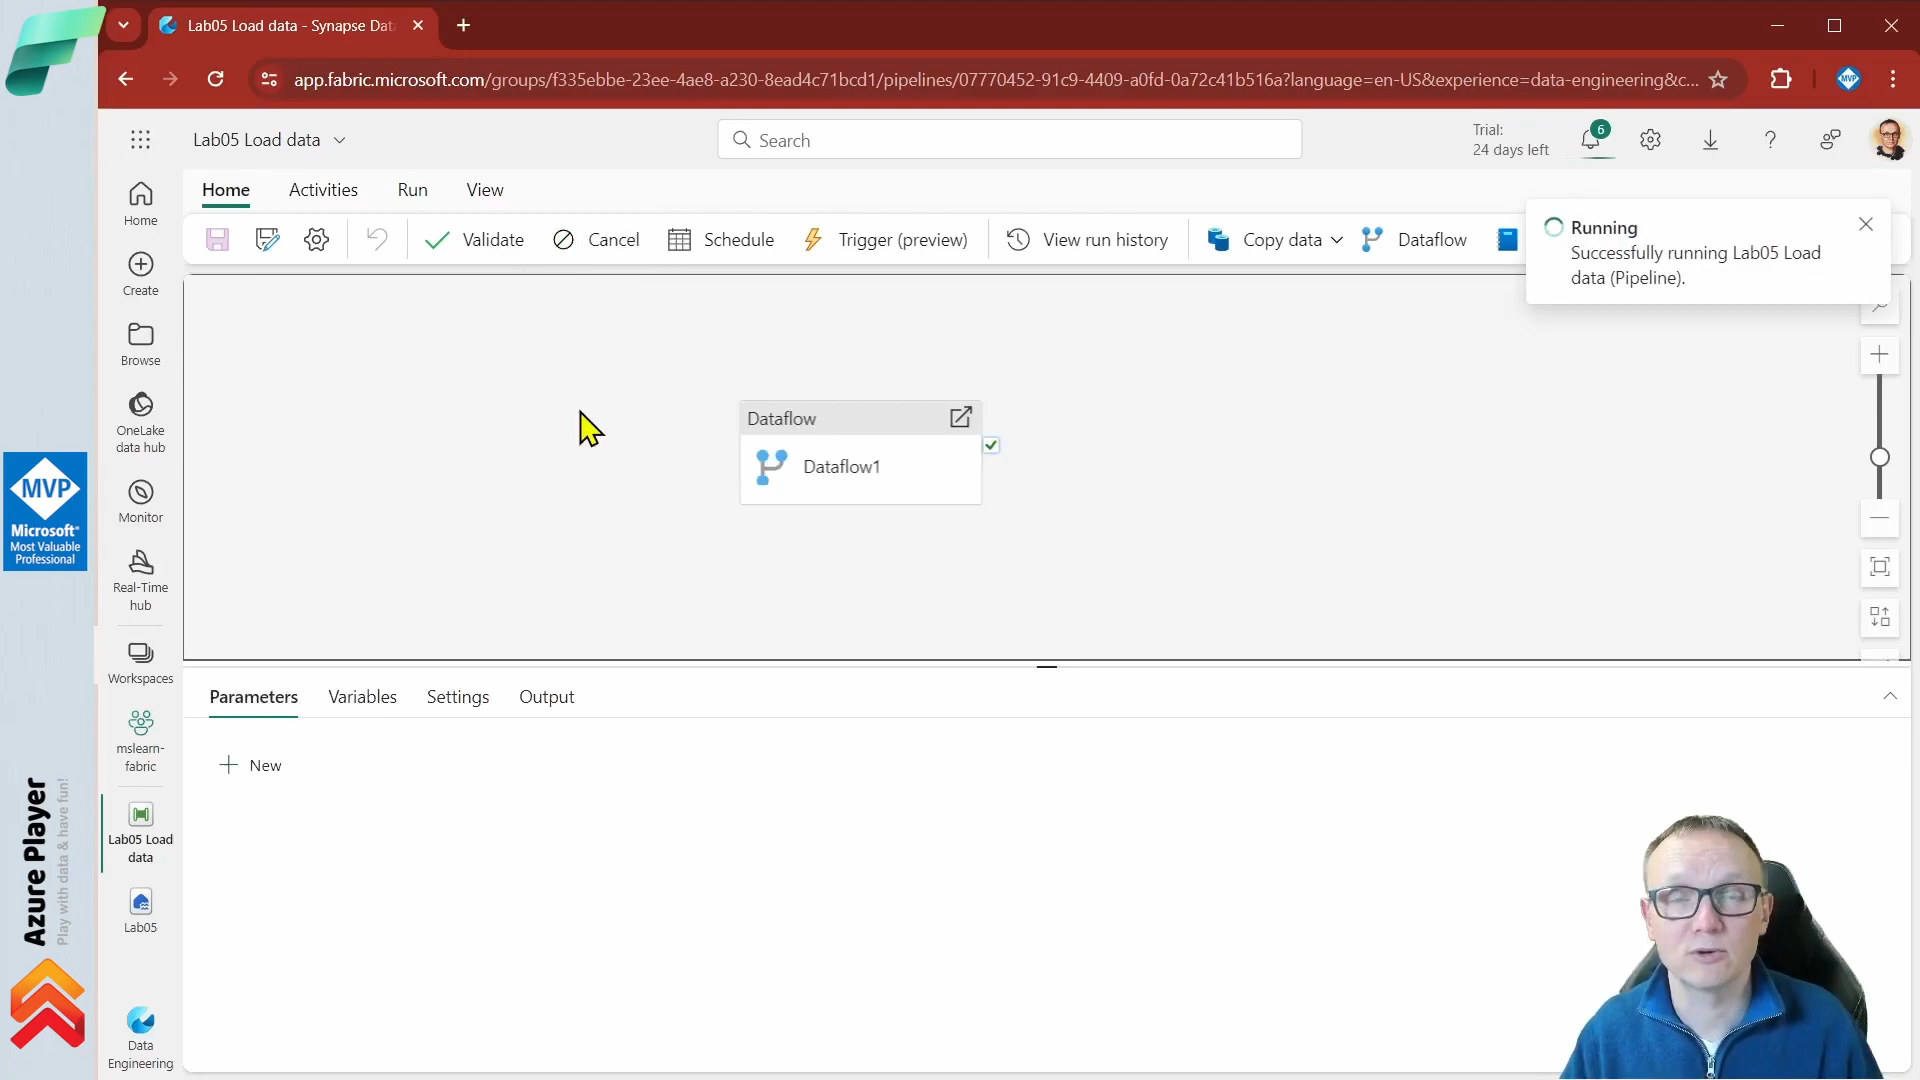 Lab05 Load data - Synapse Dat
app.fabric.microsoft.com/groups/f335ebbe-23ee-4ae8-a230-8ead4c71bcd1/pipelines/07770452-91c9-4409-a0fd-0a72c41b516a?language=en-US&experience=data-engineering&c...
MVP
Lab05 Load data
Search
Trial:
24 days left
6
Home
Activities
Run
View
Validate
Cancel
Schedule
Trigger (preview)
View run history
Copy data
Dataflow
Running
Successfully running Lab05 Load
data (Pipeline).
Home
Create
Browse
OneLake
data hub
Monitor
Real-Time
hub
Workspaces
mslearn-
fabric
Lab05 Load
data
Lab05
Data
Engineering
Dataflow
Dataflow1
Parameters
Variables
Settings
Output
New
MVP
Microsoft®
Most Valuable
Professional
Azure Player
Play with data & have fun!